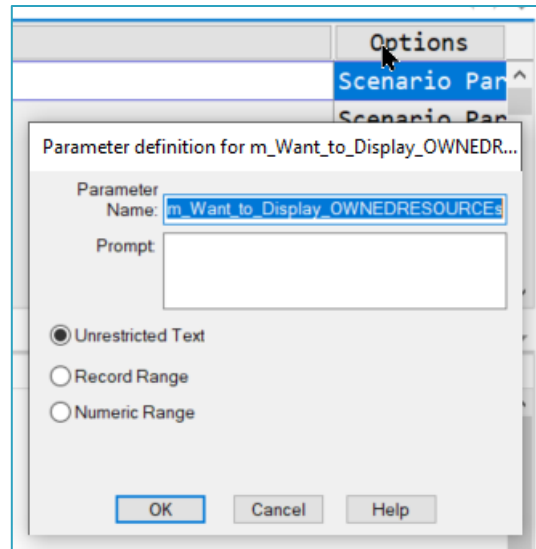 Options
Scenario Par
Scenario Par
Parameter definition for m_Want_to_Display_OWNEDR...
Parameter
Name: m_Want_to_Display_OWNEDRESOURCEs
Prompt:
Unrestricted Text
Record Range
Numeric Range
OK Cancel Help